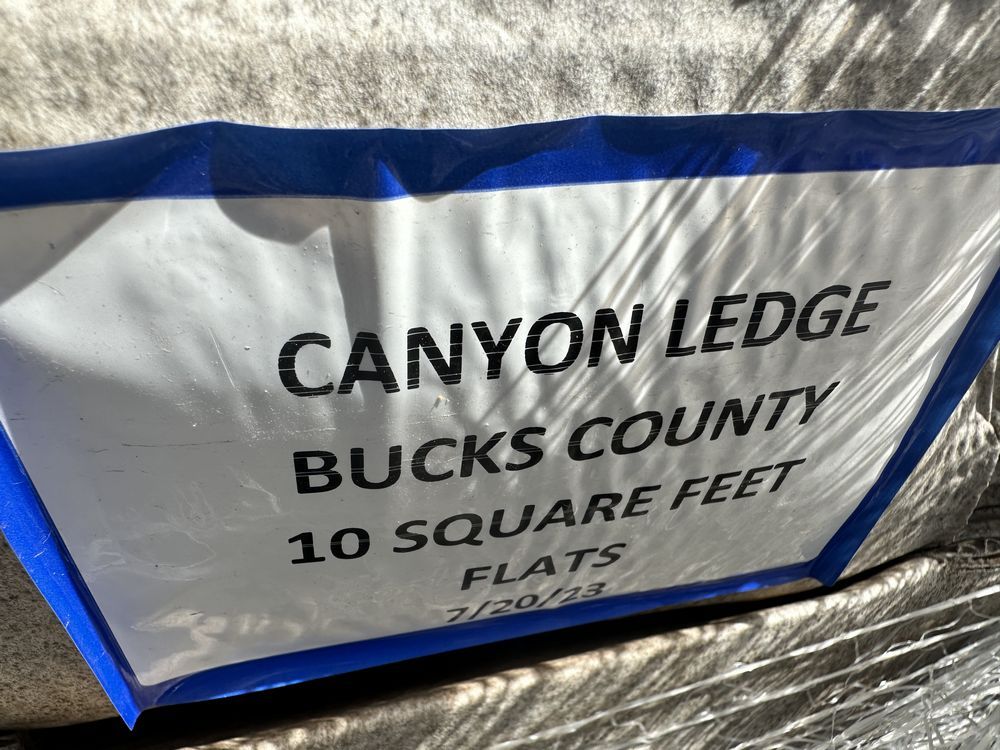 CANYON LEDGE
BUCKS COUNTY
10 SQUARE FEET
FLATS
7/20/23